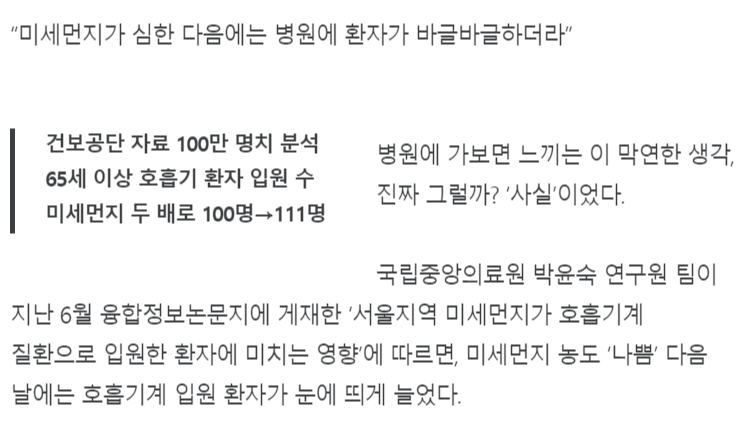 “미세먼지가 심한 다음에는 병원에 환자가 바글바글하더라”
건보공단 자료 100만 명치 분석
65세 이상 호흡기 환자 입원 수
미세먼지 두 배로 100명→111명
병원에 가보면 느끼는 이 막연한 생각,
진짜 그럴까? ‘사실’이었다.
국립중앙의료원 박윤숙 연구원 팀이
지난 6월 융합정보논문지에 게재한 ‘서울지역 미세먼지가 호흡기계
질환으로 입원한 환자에 미치는 영향’에 따르면, 미세먼지 농도 ‘나쁨’ 다음
날에는 호흡기계 입원 환자가 눈에 띄게 늘었다.